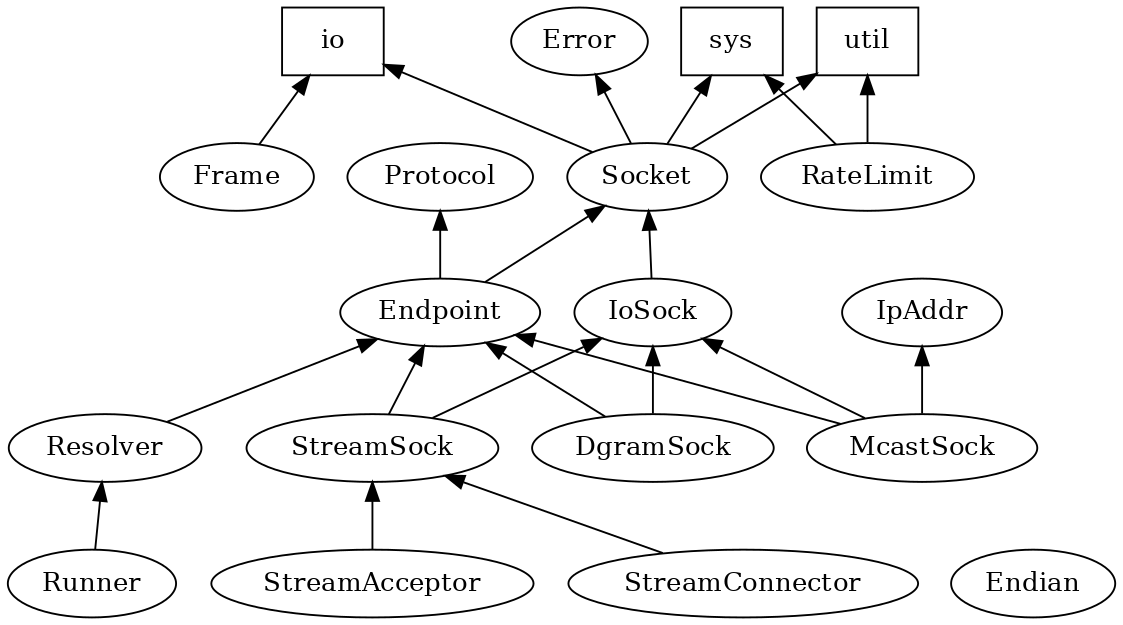 io
Error
sys
util
Frame
Protocol
Socket
RateLimit
Endpoint
IoSock
IpAddr
Resolver
StreamSock
DgramSock
McastSock
Runner
StreamAcceptor
StreamConnector
Endian